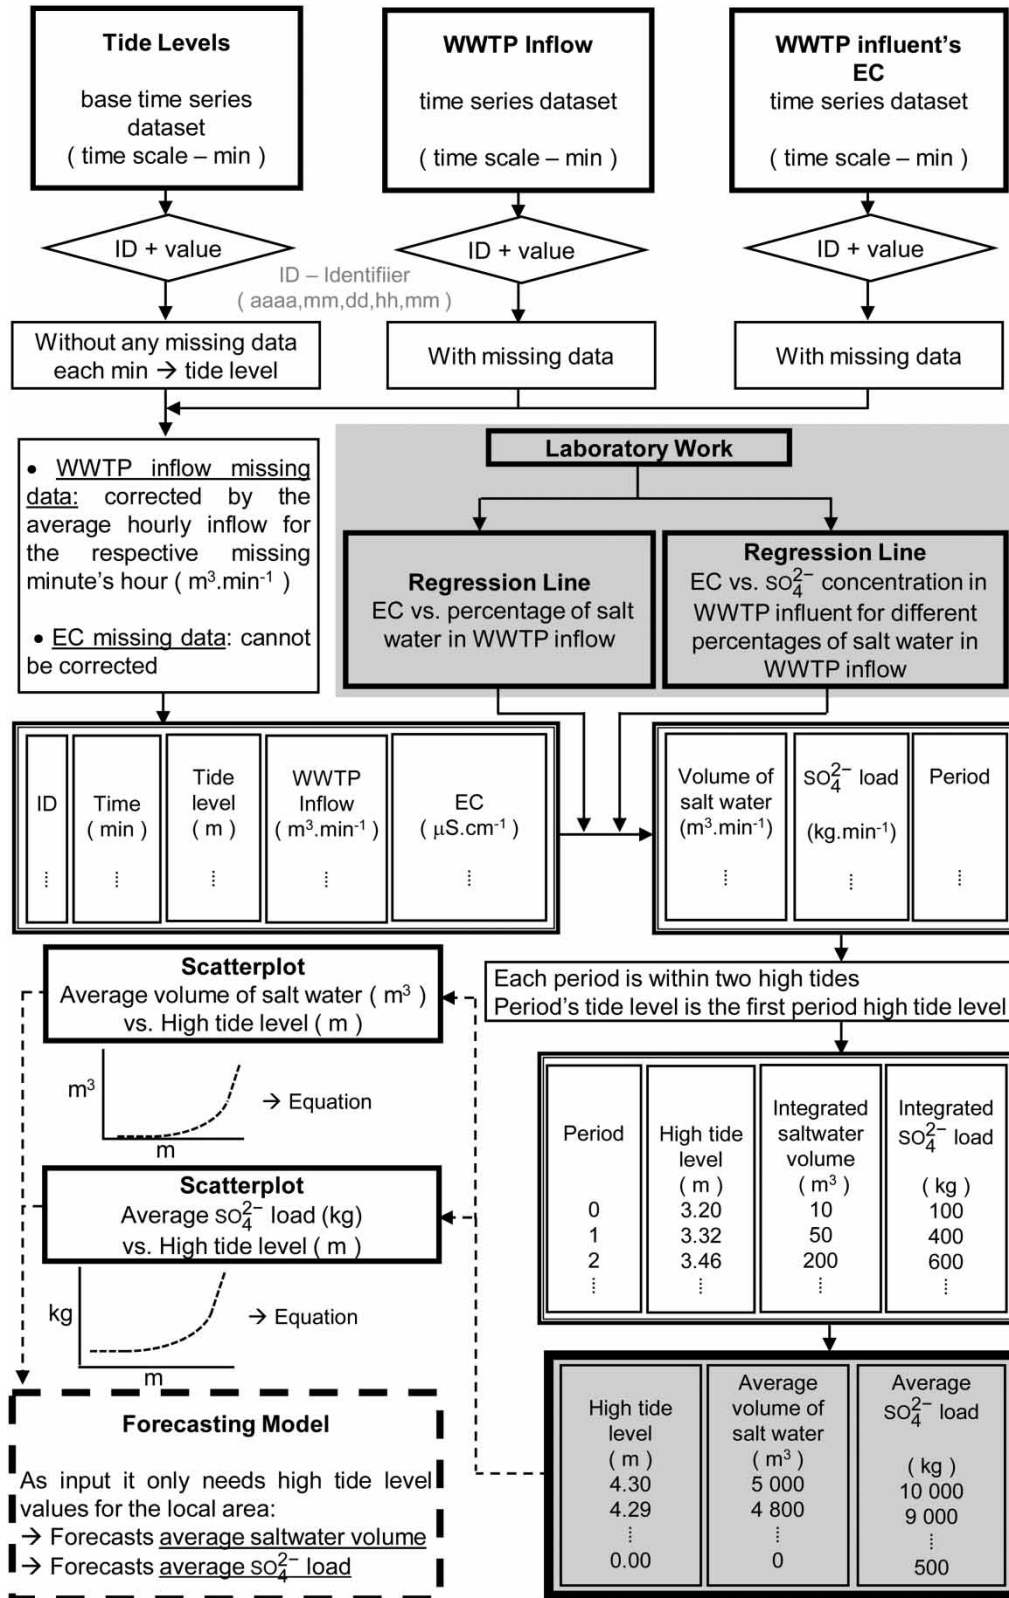 Tide Levels
base time series
dataset
( time scale – min )
WWTP Inflow
time series dataset
( time scale – min )
WWTP influent's
EC
time series dataset
( time scale – min )
ID + value
ID + value
ID + value
ID – Identifiier
( aaaa,mm,dd,hh,mm )
Without any missing data
each min → tide level
With missing data
With missing data
• WWTP inflow missing
data: corrected by the
average hourly inflow for
the respective missing
minute's hour ( m³.min⁻¹ )
• EC missing data: cannot
be corrected
Laboratory Work
Regression Line
EC vs. percentage of salt
water in WWTP inflow
Regression Line
EC vs. SO₄²⁻ concentration in
WWTP influent for different
percentages of salt water in
WWTP inflow
ID
⋮
Time
( min )
⋮
Tide
level
( m )
⋮
WWTP
Inflow
( m³.min⁻¹ )
⋮
EC
( µS.cm⁻¹ )
⋮
Volume of
salt water
(m³.min⁻¹)
⋮
SO₄²⁻ load
(kg.min⁻¹)
⋮
Period
⋮
Each period is within two high tides
Period's tide level is the first period high tide level
Scatterplot
Average volume of salt water ( m³ )
vs. High tide level ( m )
m³
m
→ Equation
Scatterplot
Average SO₄²⁻ load (kg)
vs. High tide level ( m )
kg
m
→ Equation
Period
0
1
2
⋮
High tide
level
( m )
3.20
3.32
3.46
⋮
Integrated
saltwater
volume
( m³ )
10
50
200
⋮
Integrated
SO₄²⁻ load
( kg )
100
400
600
⋮
High tide
level
( m )
4.30
4.29
⋮
0.00
Average
volume of
salt water
( m³ )
5 000
4 800
⋮
0
Average
SO₄²⁻ load
( kg )
10 000
9 000
⋮
500
Forecasting Model
As input it only needs high tide level
values for the local area:
→ Forecasts average saltwater volume
→ Forecasts average SO₄²⁻ load